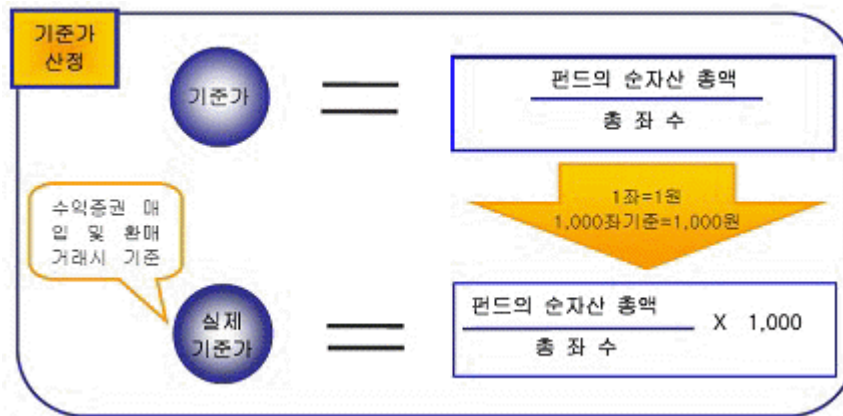 기준가
산정
기준가
펀드의 순자산 총액
총 좌 수
1좌=1원
1,000좌기준=1,000원
수익증권 매
입 및 환매
거래시 기준
실제
기준가
펀드의 순자산 총액
총 좌 수
X 1,000